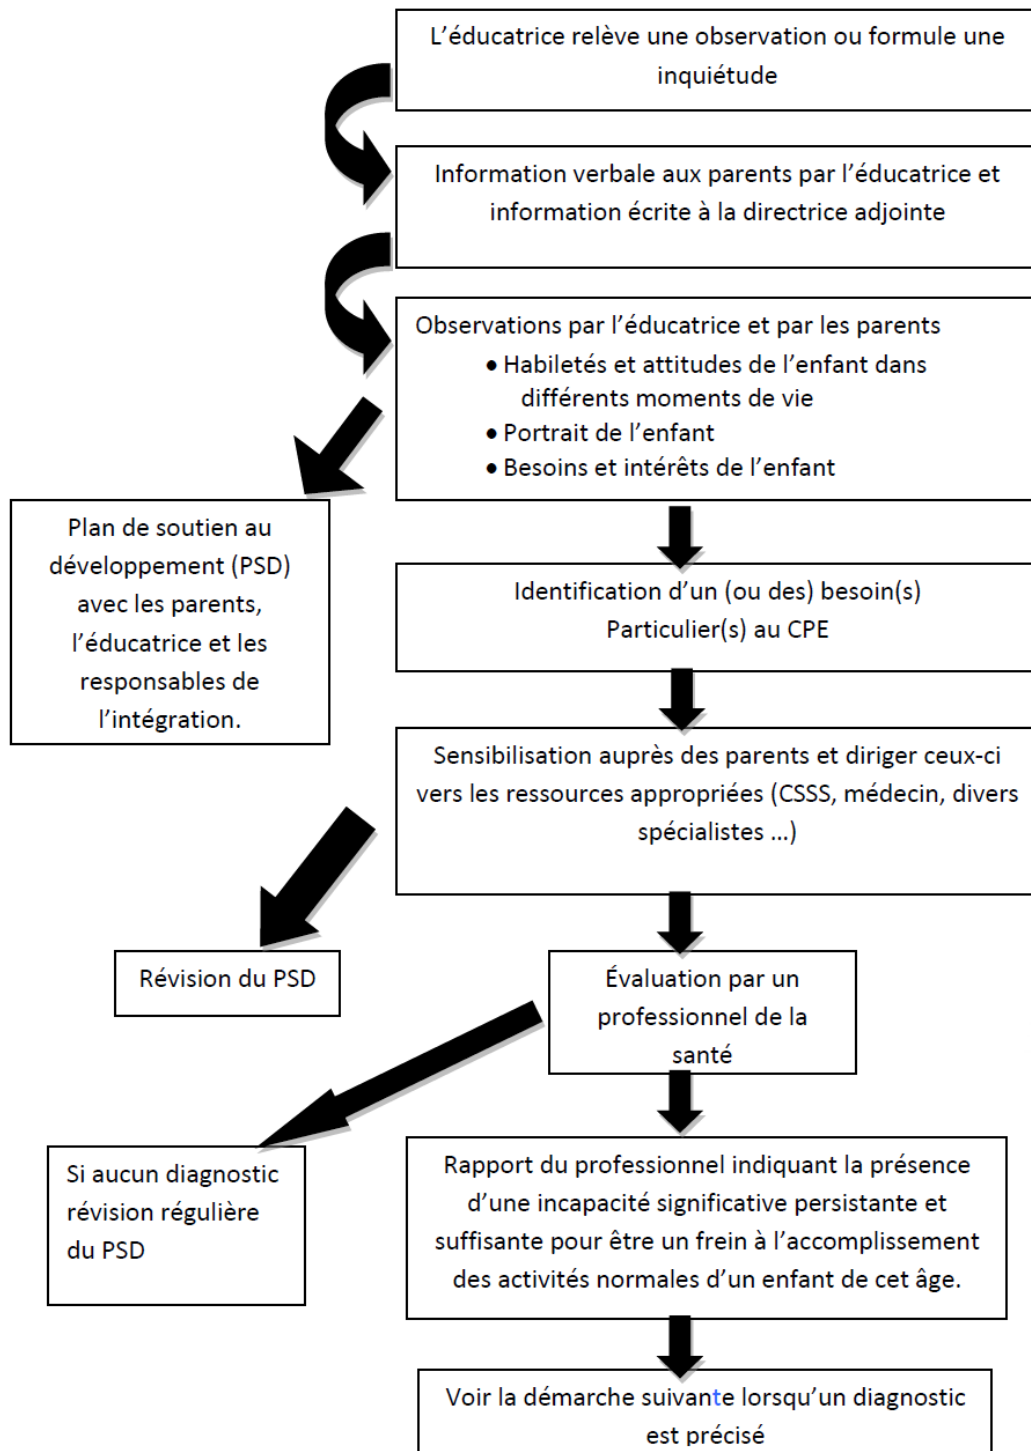 L’éducatrice relève une observation ou formule une
inquiétude
Information verbale aux parents par l’éducatrice et
information écrite à la directrice adjointe
Observations par l’éducatrice et par les parents
• Habiletés et attitudes de l’enfant dans
différents moments de vie
• Portrait de l’enfant
• Besoins et intérêts de l’enfant
Plan de soutien au
développement (PSD)
avec les parents,
l’éducatrice et les
responsables de
l’intégration.
Identification d’un (ou des) besoin(s)
Particulier(s) au CPE
Sensibilisation auprès des parents et diriger ceux-ci
vers les ressources appropriées (CSSS, médecin, divers
spécialistes ...)
Révision du PSD
Évaluation par un
professionnel de la
santé
Si aucun diagnostic
révision régulière
du PSD
Rapport du professionnel indiquant la présence
d’une incapacité significative persistante et
suffisante pour être un frein à l’accomplissement
des activités normales d’un enfant de cet âge.
Voir la démarche suivante lorsqu’un diagnostic
est précisé